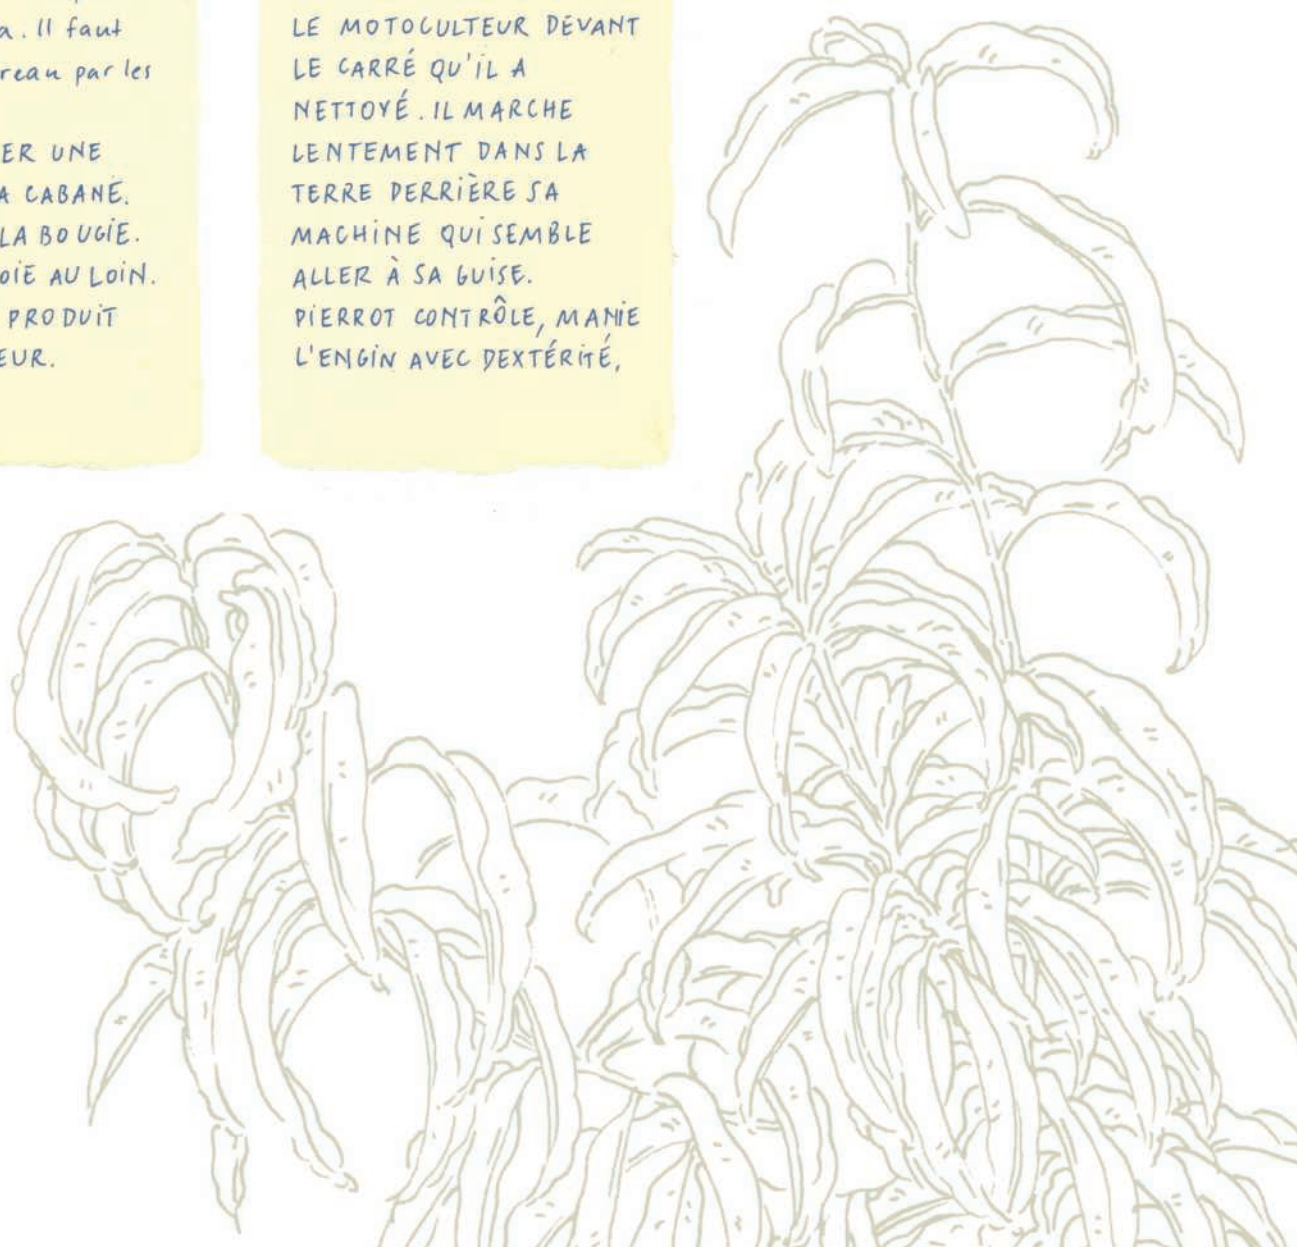 a. Il faut
reau par les
ER UNE
A CABANE.
LA BOUGIE.
OIE AU LOIN.
PRODUIT
EUR.
LE MOTOCULTEUR DEVANT
LE CARRÉ QU'IL A
NETTOYÉ. IL MARCHE
LENTEMENT DANS LA
TERRE DERRIÈRE SA
MACHINE QUI SEMBLE
ALLER À SA GUISE.
PIERROT CONTRÔLE, MANIE
L'ENGIN AVEC DEXTÉRITÉ,